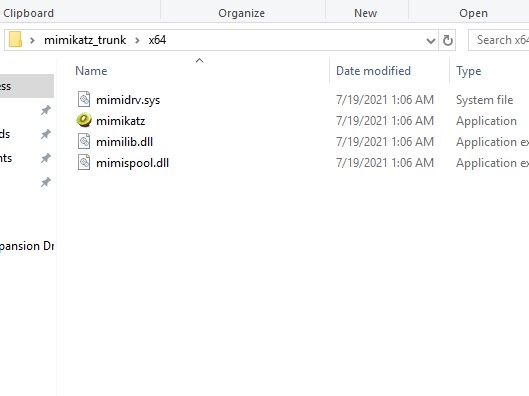 Clipboard Organize New Open
mimikatz_trunk x64 Search x64
Name Date modified Type
ess
mimidrv.sys 7/19/2021 1:06 AM System file
mimikatz 7/19/2021 1:06 AM Application
ds mimilib.dll 7/19/2021 1:06 AM Application ex
nts mimispool.dll 7/19/2021 1:06 AM Application ex
pansion Dr